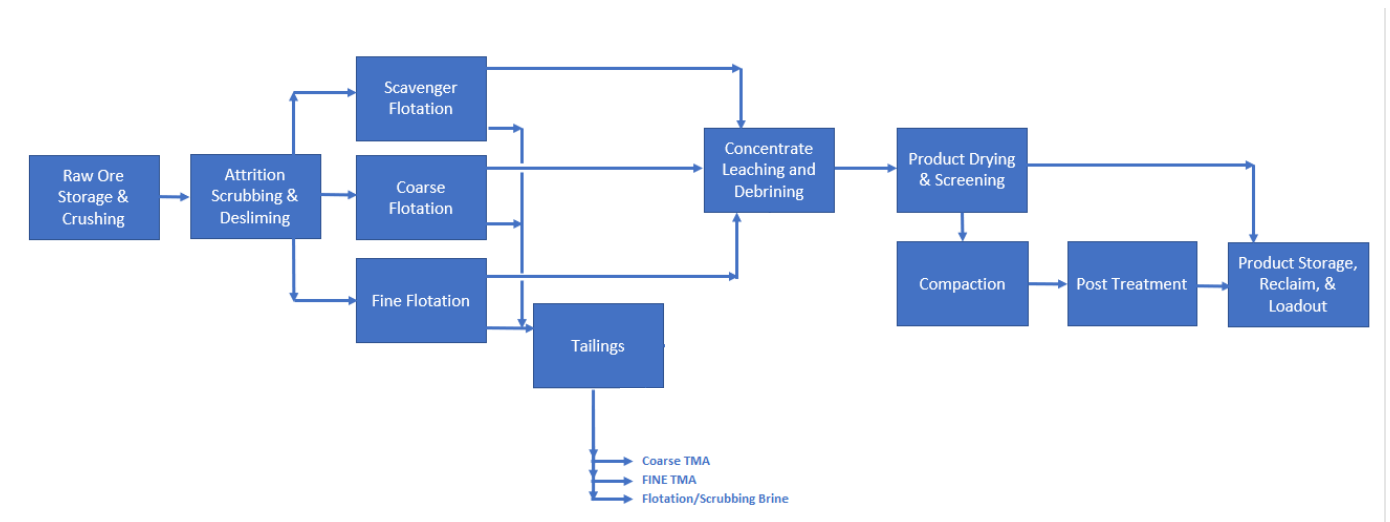 Raw Ore
Storage &
Crushing
Attrition
Scrubbing &
Desliming
Scavenger
Flotation
Coarse
Flotation
Fine Flotation
Tailings
Coarse TMA
FINE TMA
Flotation/Scrubbing Brine
Concentrate
Leaching and
Debrining
Product Drying
& Screening
Compaction
Post Treatment
Product Storage,
Reclaim, &
Loadout